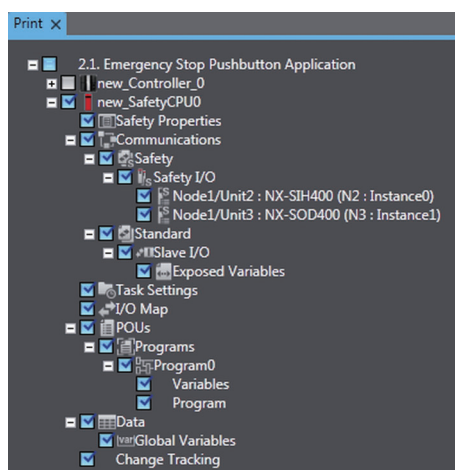 Print
2.1. Emergency Stop Pushbutton Application
new_Controller_0
new_SafetyCPU0
Safety Properties
Communications
Safety
Safety I/O
Node1/Unit2 : NX-SIH400 (N2 : Instance0)
Node1/Unit3 : NX-SOD400 (N3 : Instance1)
Standard
Slave I/O
Exposed Variables
Task Settings
I/O Map
POUs
Programs
Program0
Variables
Program
Data
Global Variables
Change Tracking